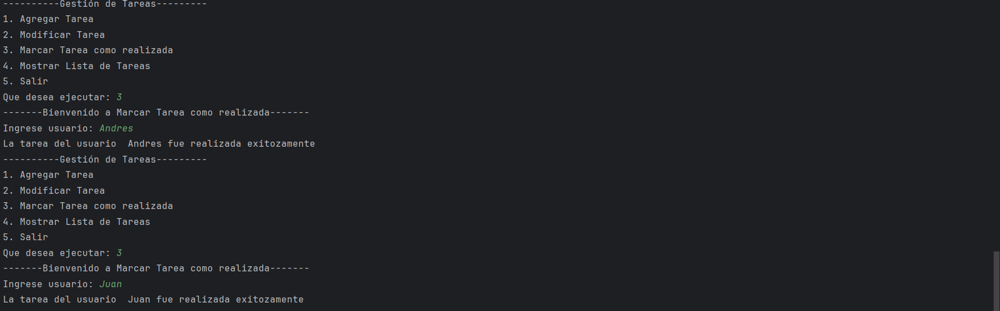 ----------Gestión de Tareas---------
1. Agregar Tarea
2. Modificar Tarea
3. Marcar Tarea como realizada
4. Mostrar Lista de Tareas
5. Salir
Que desea ejecutar: 3
-------Bienvenido a Marcar Tarea como realizada-------
Ingrese usuario: Andres
La tarea del usuario  Andres fue realizada exitozamente
----------Gestión de Tareas---------
1. Agregar Tarea
2. Modificar Tarea
3. Marcar Tarea como realizada
4. Mostrar Lista de Tareas
5. Salir
Que desea ejecutar: 3
-------Bienvenido a Marcar Tarea como realizada-------
Ingrese usuario: Juan
La tarea del usuario  Juan fue realizada exitozamente